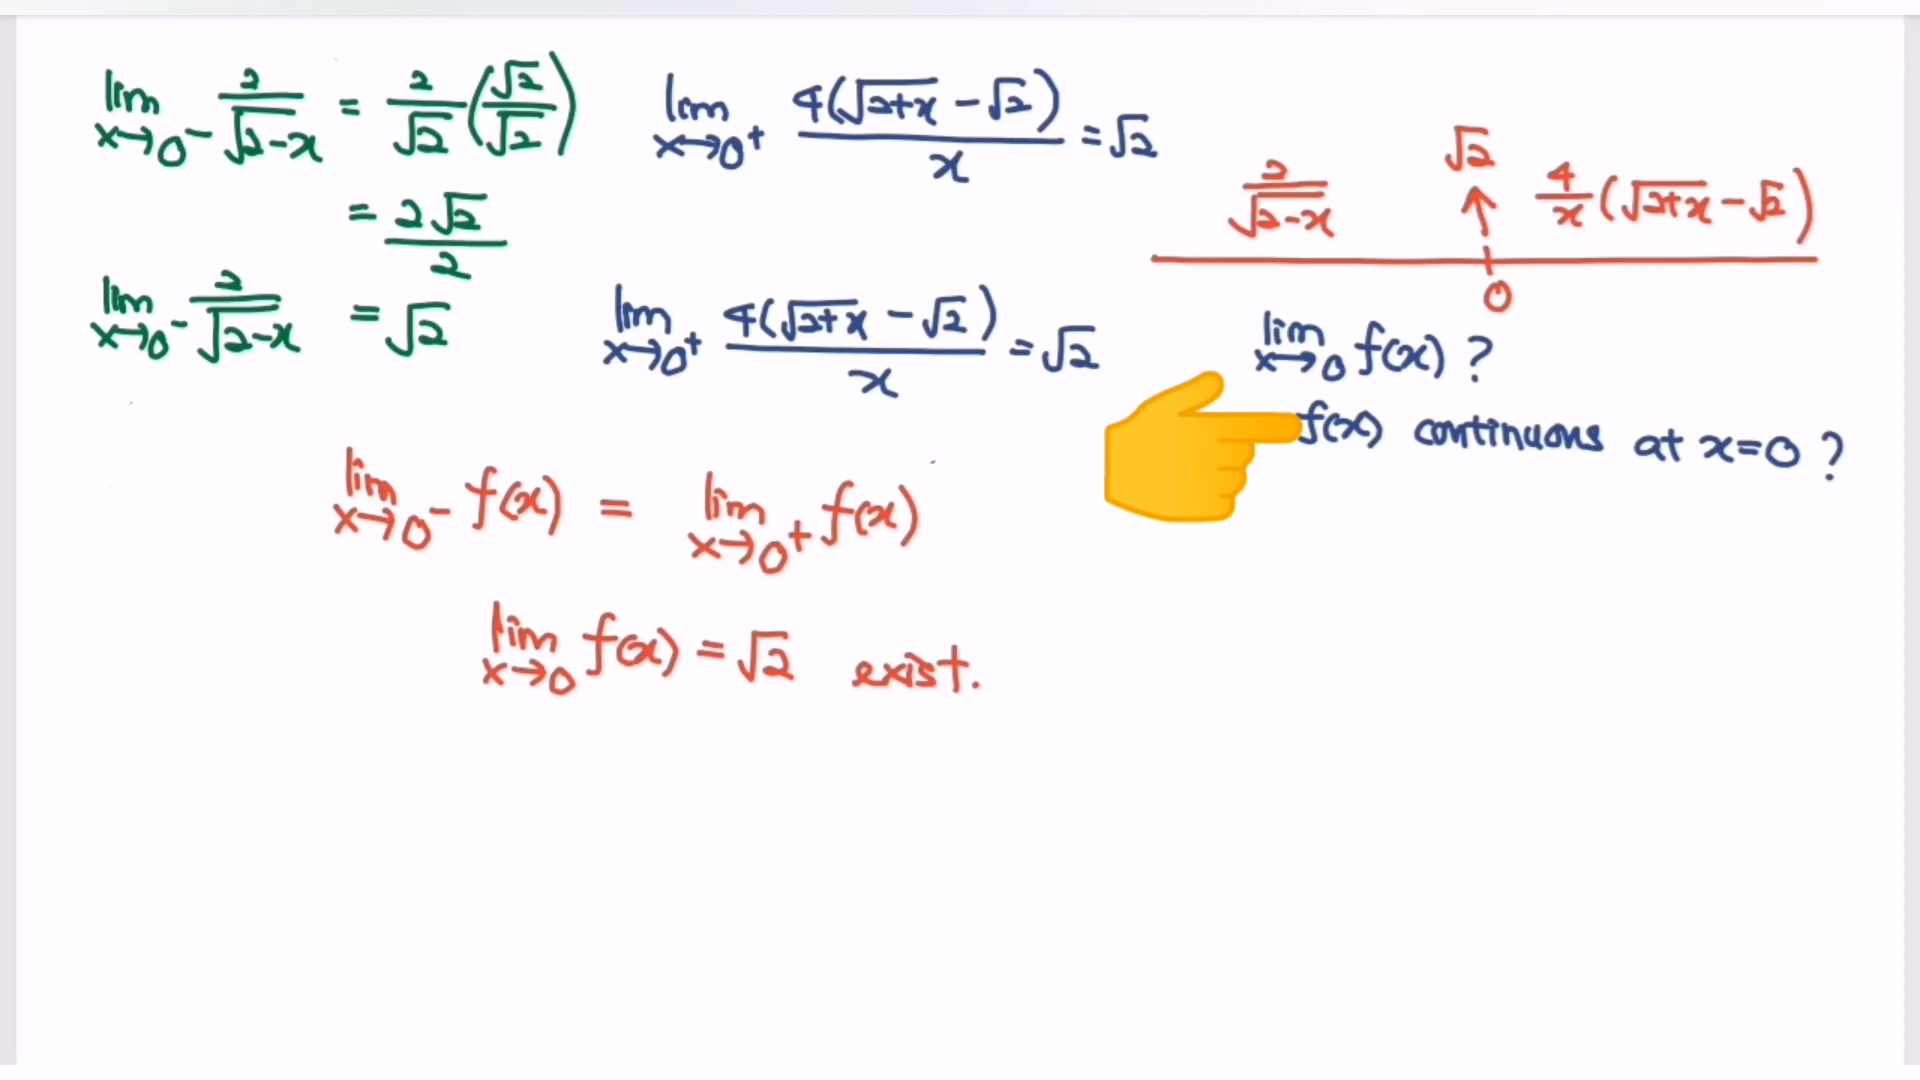 lim x→0⁻ 2/√(2-x) = 2/√2 (√2/√2)
= 2√2/2
lim x→0⁻ 2/√(2-x) = √2
lim x→0⁺ 4(√(2+x) - √2)/x = √2
lim x→0⁺ 4(√(2+x) - √2)/x = √2
lim x→0⁻ f(x) = lim x→0⁺ f(x)
lim x→0 f(x) = √2 exist.
2/√(2-x) √2 4/x (√(2+x) - √2)
0
lim x→0 f(x) ?
f(x) continuous at x=0 ?